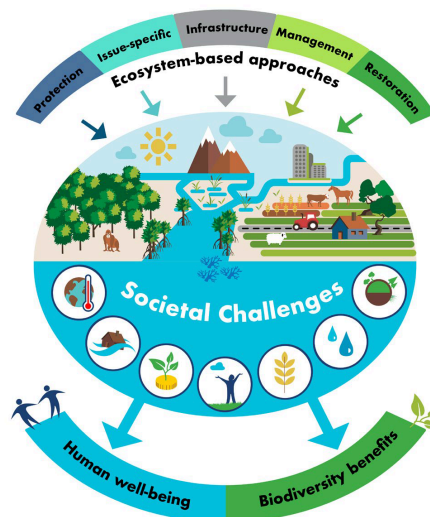 Protection
Issue-specific
Infrastructure
Management
Restoration
Ecosystem-based approaches
Societal Challenges
Human well-being
Biodiversity benefits